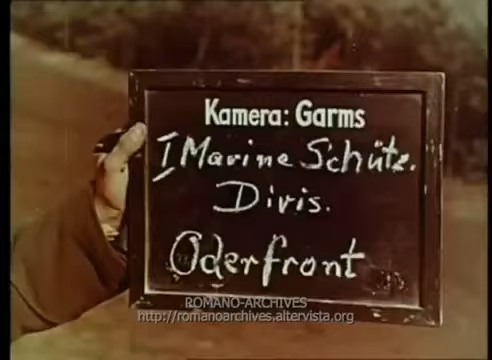 Kamera: Garms
I Marine Schütz.
Divis.
Oderfront
ROMANO-ARCHIVES
http://romanoarchives.altervista.org